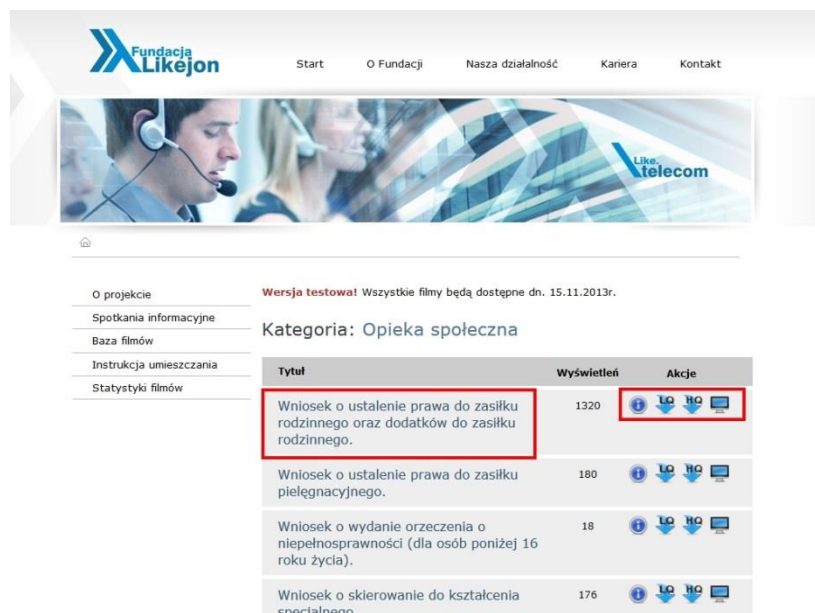 Fundacja
Likejon
Start O Fundacji Nasza działalność Kariera Kontakt
Like.
telecom
O projekcie
Spotkania informacyjne
Baza filmów
Instrukcja umieszczania
Statystyki filmów
Wersja testowa! Wszystkie filmy będą dostępne dn. 15.11.2013r.
Kategoria: Opieka społeczna
Tytuł Wyświetleń Akcje
Wniosek o ustalenie prawa do zasiłku 1320 LQ HQ
rodzinnego oraz dodatków do zasiłku
rodzinnego.
Wniosek o ustalenie prawa do zasiłku 180 LQ HQ
pielęgnacyjnego.
Wniosek o wydanie orzeczenia o 18 LQ HQ
niepełnosprawności (dla osób poniżej 16
roku życia).
Wniosek o skierowanie do kształcenia 176 LQ HQ
specjalnego